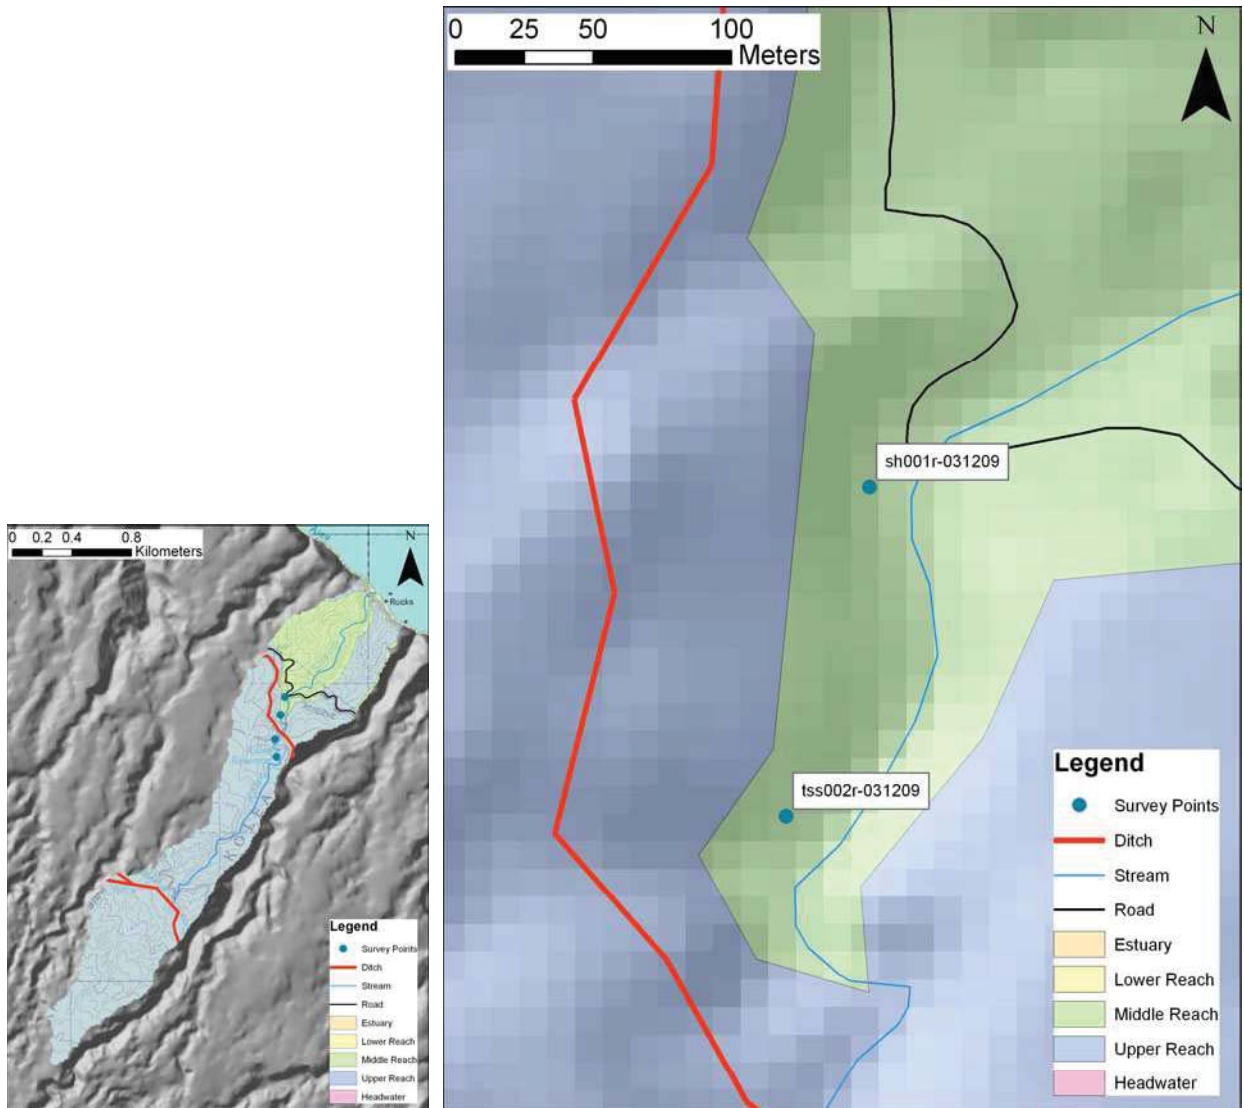 0 25 50 100
Meters
N
sh001r-031209
tss002r-031209
Legend
Survey Points
Ditch
Stream
Road
Estuary
Lower Reach
Middle Reach
Upper Reach
Headwater
0 0.2 0.4 0.8
Kilometers
N
Rocks
KOLEA
Legend
Survey Points
Ditch
Stream
Road
Estuary
Lower Reach
Middle Reach
Upper Reach
Headwater